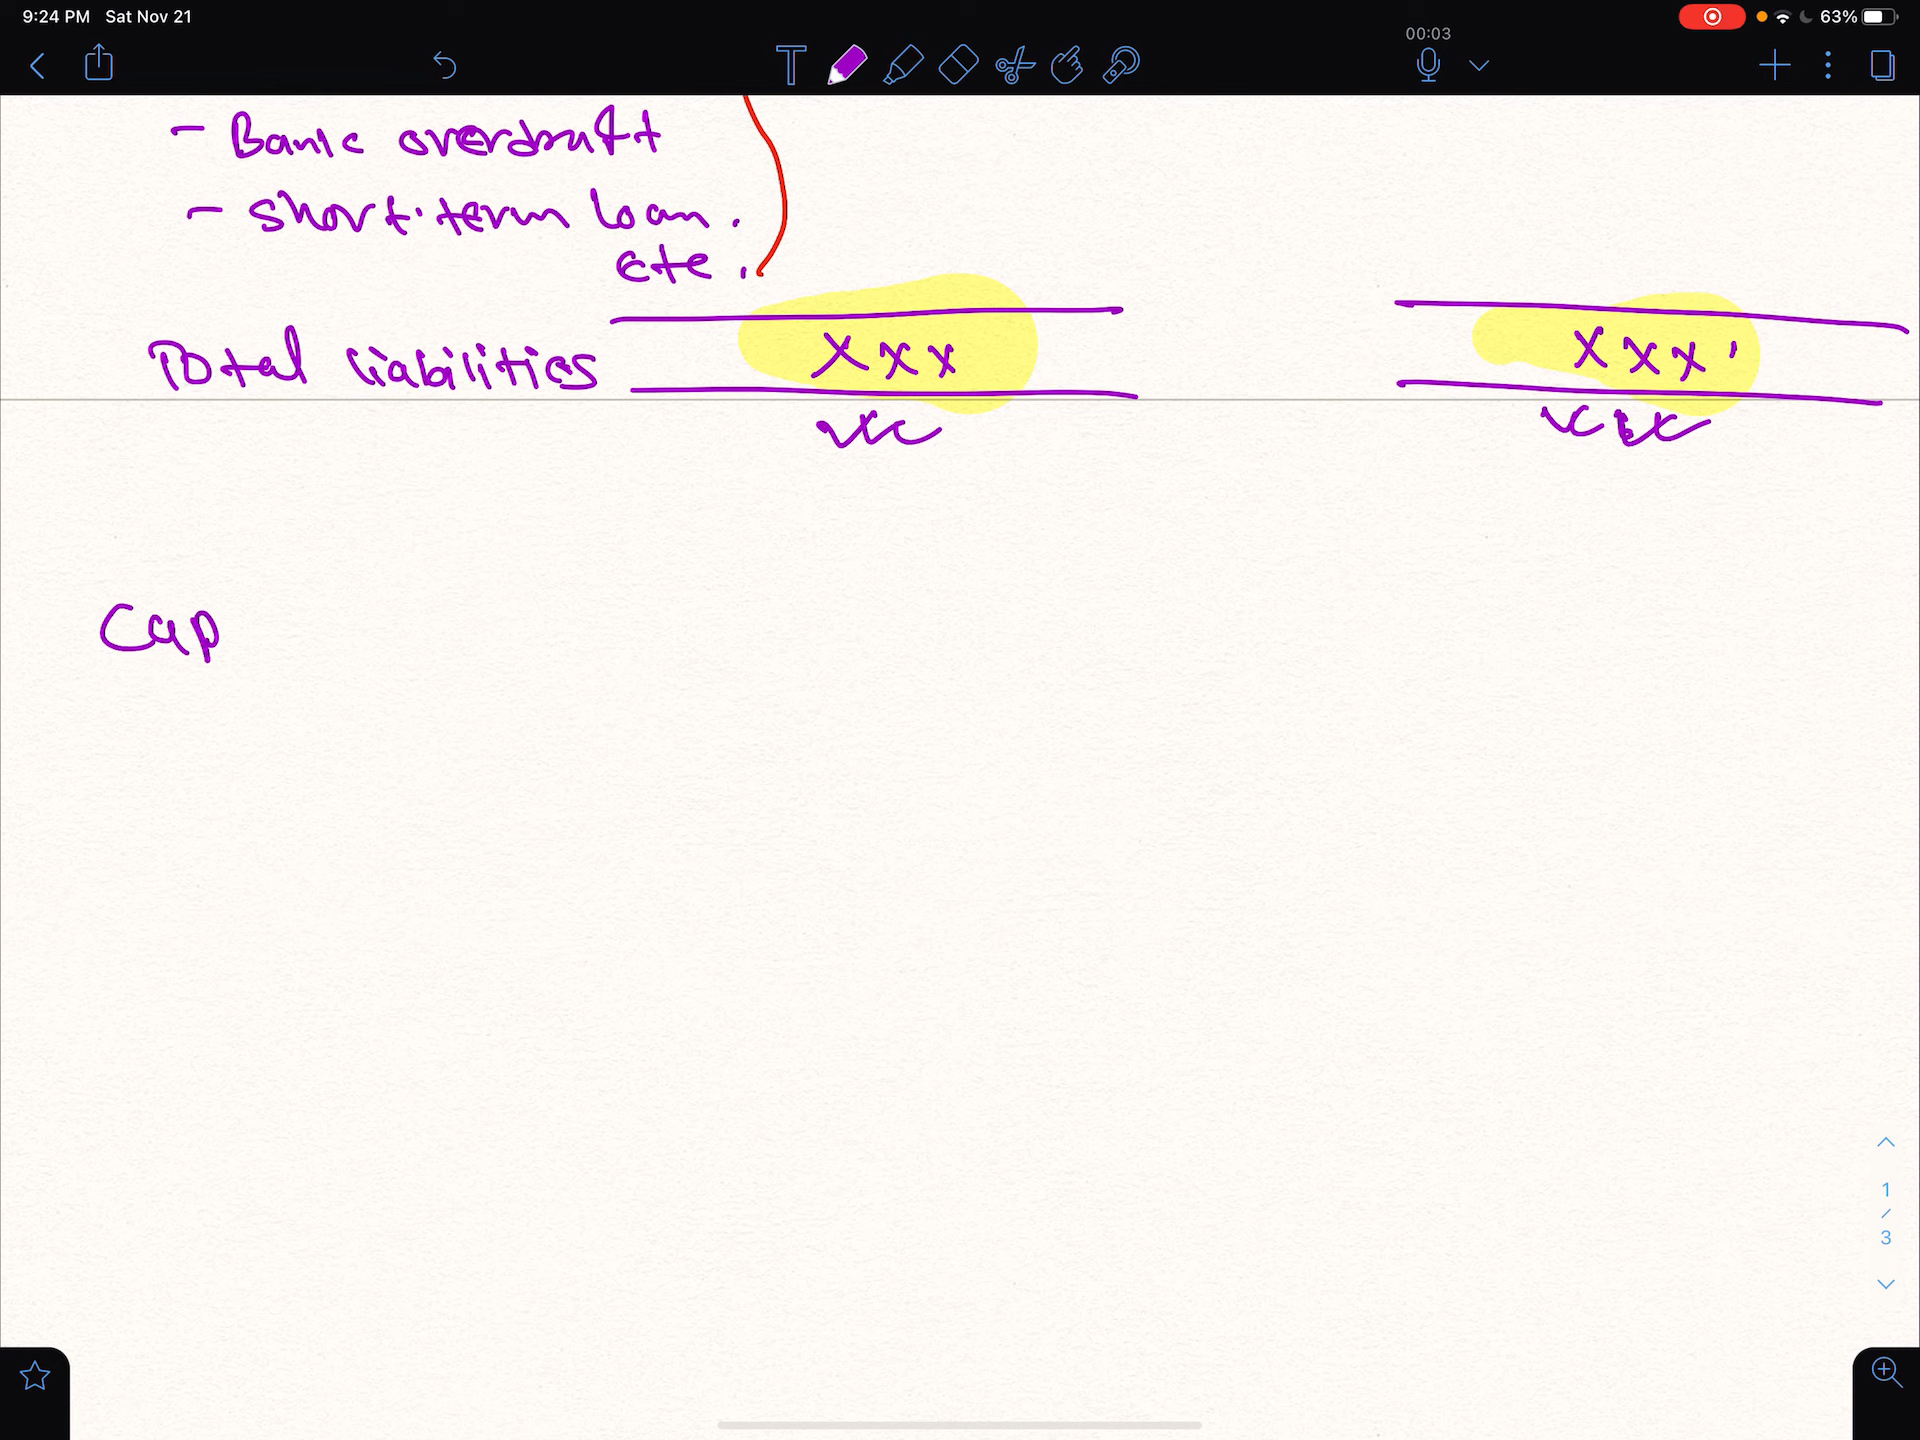 9:24 PM Sat Nov 21
63%
00:03
- Bank overdraft
- short-term loan.
etc.
Total liabilities xxx xxx
Cap
1
/
3